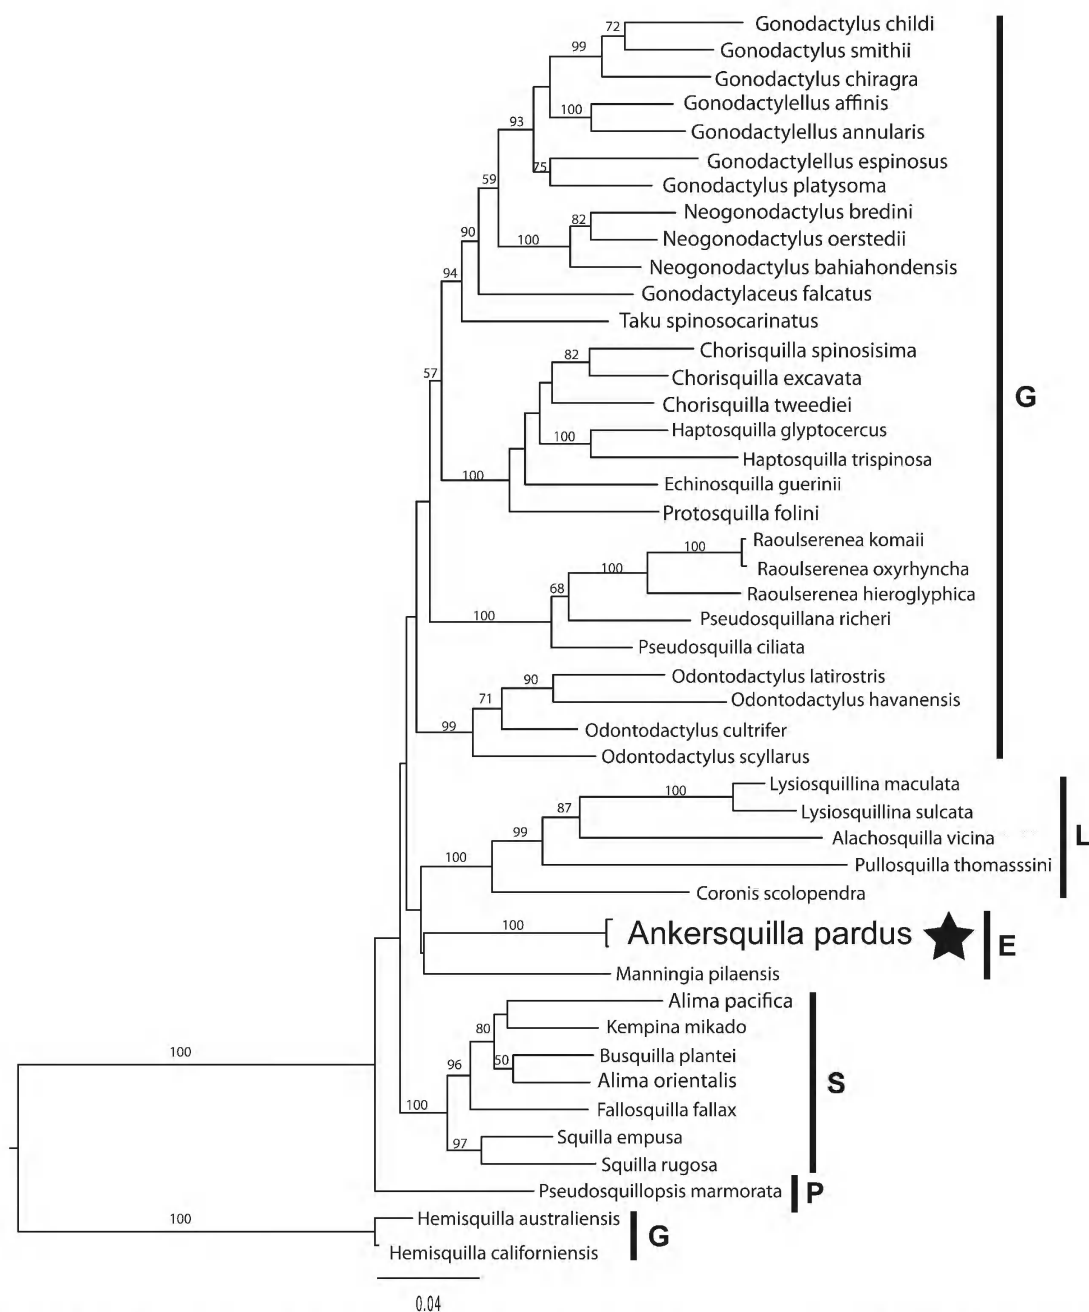 72
Gonodactylus childi
99
Gonodactylus smithii
Gonodactylus chiragra
Gonodactylellus affinis
100
93
Gonodactylellus annularis
Gonodactylellus espinosus
75
59
Gonodactylus platysoma
Neogonodactylus bredini
82
90
100
Neogonodactylus oerstedii
Neogonodactylus bahiahondensis
94
Gonodactylaceus falcatus
Taku spinosocarinatus
Chorisquilla spinosisima
82
57
Chorisquilla excavata
G
Chorisquilla tweediei
Haptosquilla glyptocercus
100
Haptosquilla trispinosa
100
Echinosquilla guerinii
Protosquilla folini
Raoulserenea komaii
100
100
Raoulserenea oxyrhyncha
68
Raoulserenea hieroglyphica
100
Pseudosquillana richeri
Pseudosquilla ciliata
Odontodactylus latirostris
90
71
Odontodactylus havanensis
99
Odontodactylus cultrifer
Odontodactylus scyllarus
Lysiosquillina maculata
100
87
Lysiosquillina sulcata
99
Alachosquilla vicina
L
100
Pullosquilla thomasssini
Coronis scolopendra
100
Ankersquilla pardus
E
Manningia pilaensis
Alima pacifica
80
Kempina mikado
50
Busquilla plantei
96
Alima orientalis
S
100
Fallosquilla fallax
97
Squilla empusa
Squilla rugosa
100
Pseudosquillopsis marmorata
P
100
Hemisquilla australiensis
G
Hemisquilla californiensis
0.04